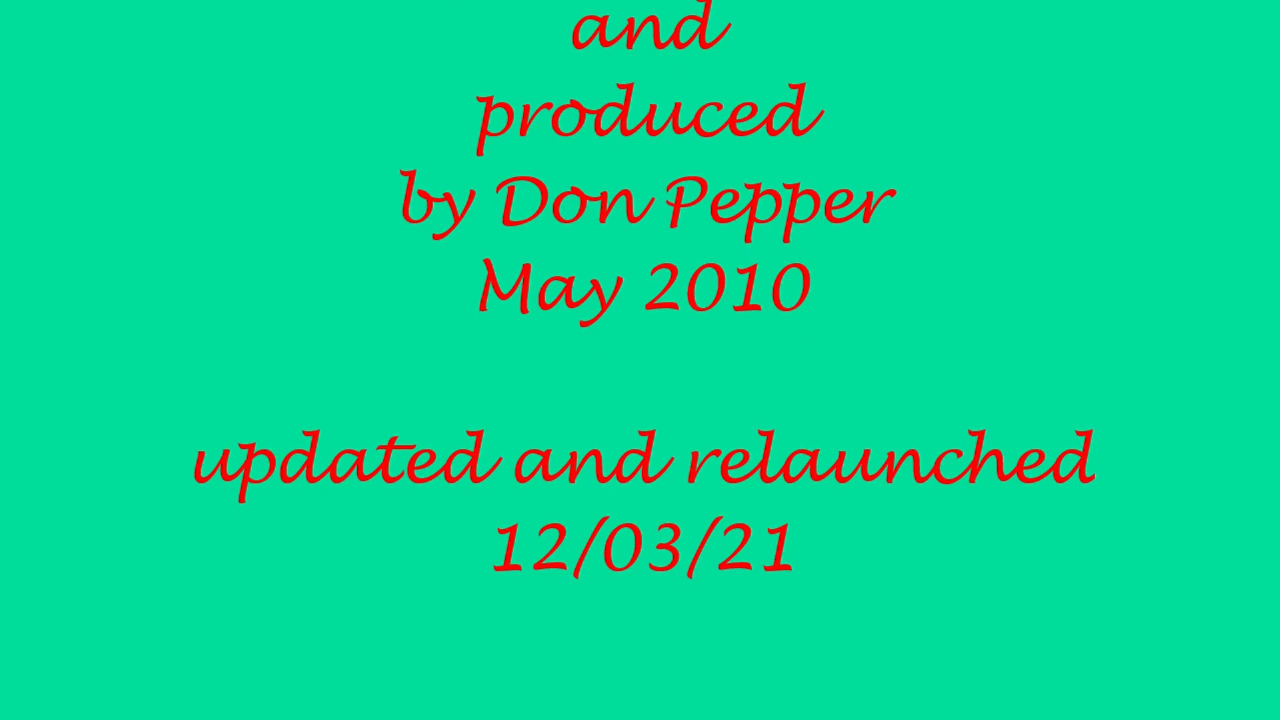 and
produced
by Don Pepper
May 2010
updated and relaunched
12/03/21